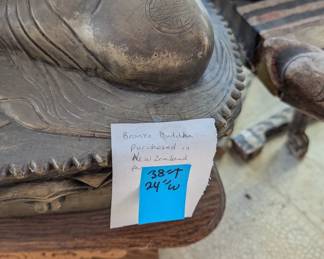 Bronze Buddha
purchased in
New Zealand
38"T
24"W